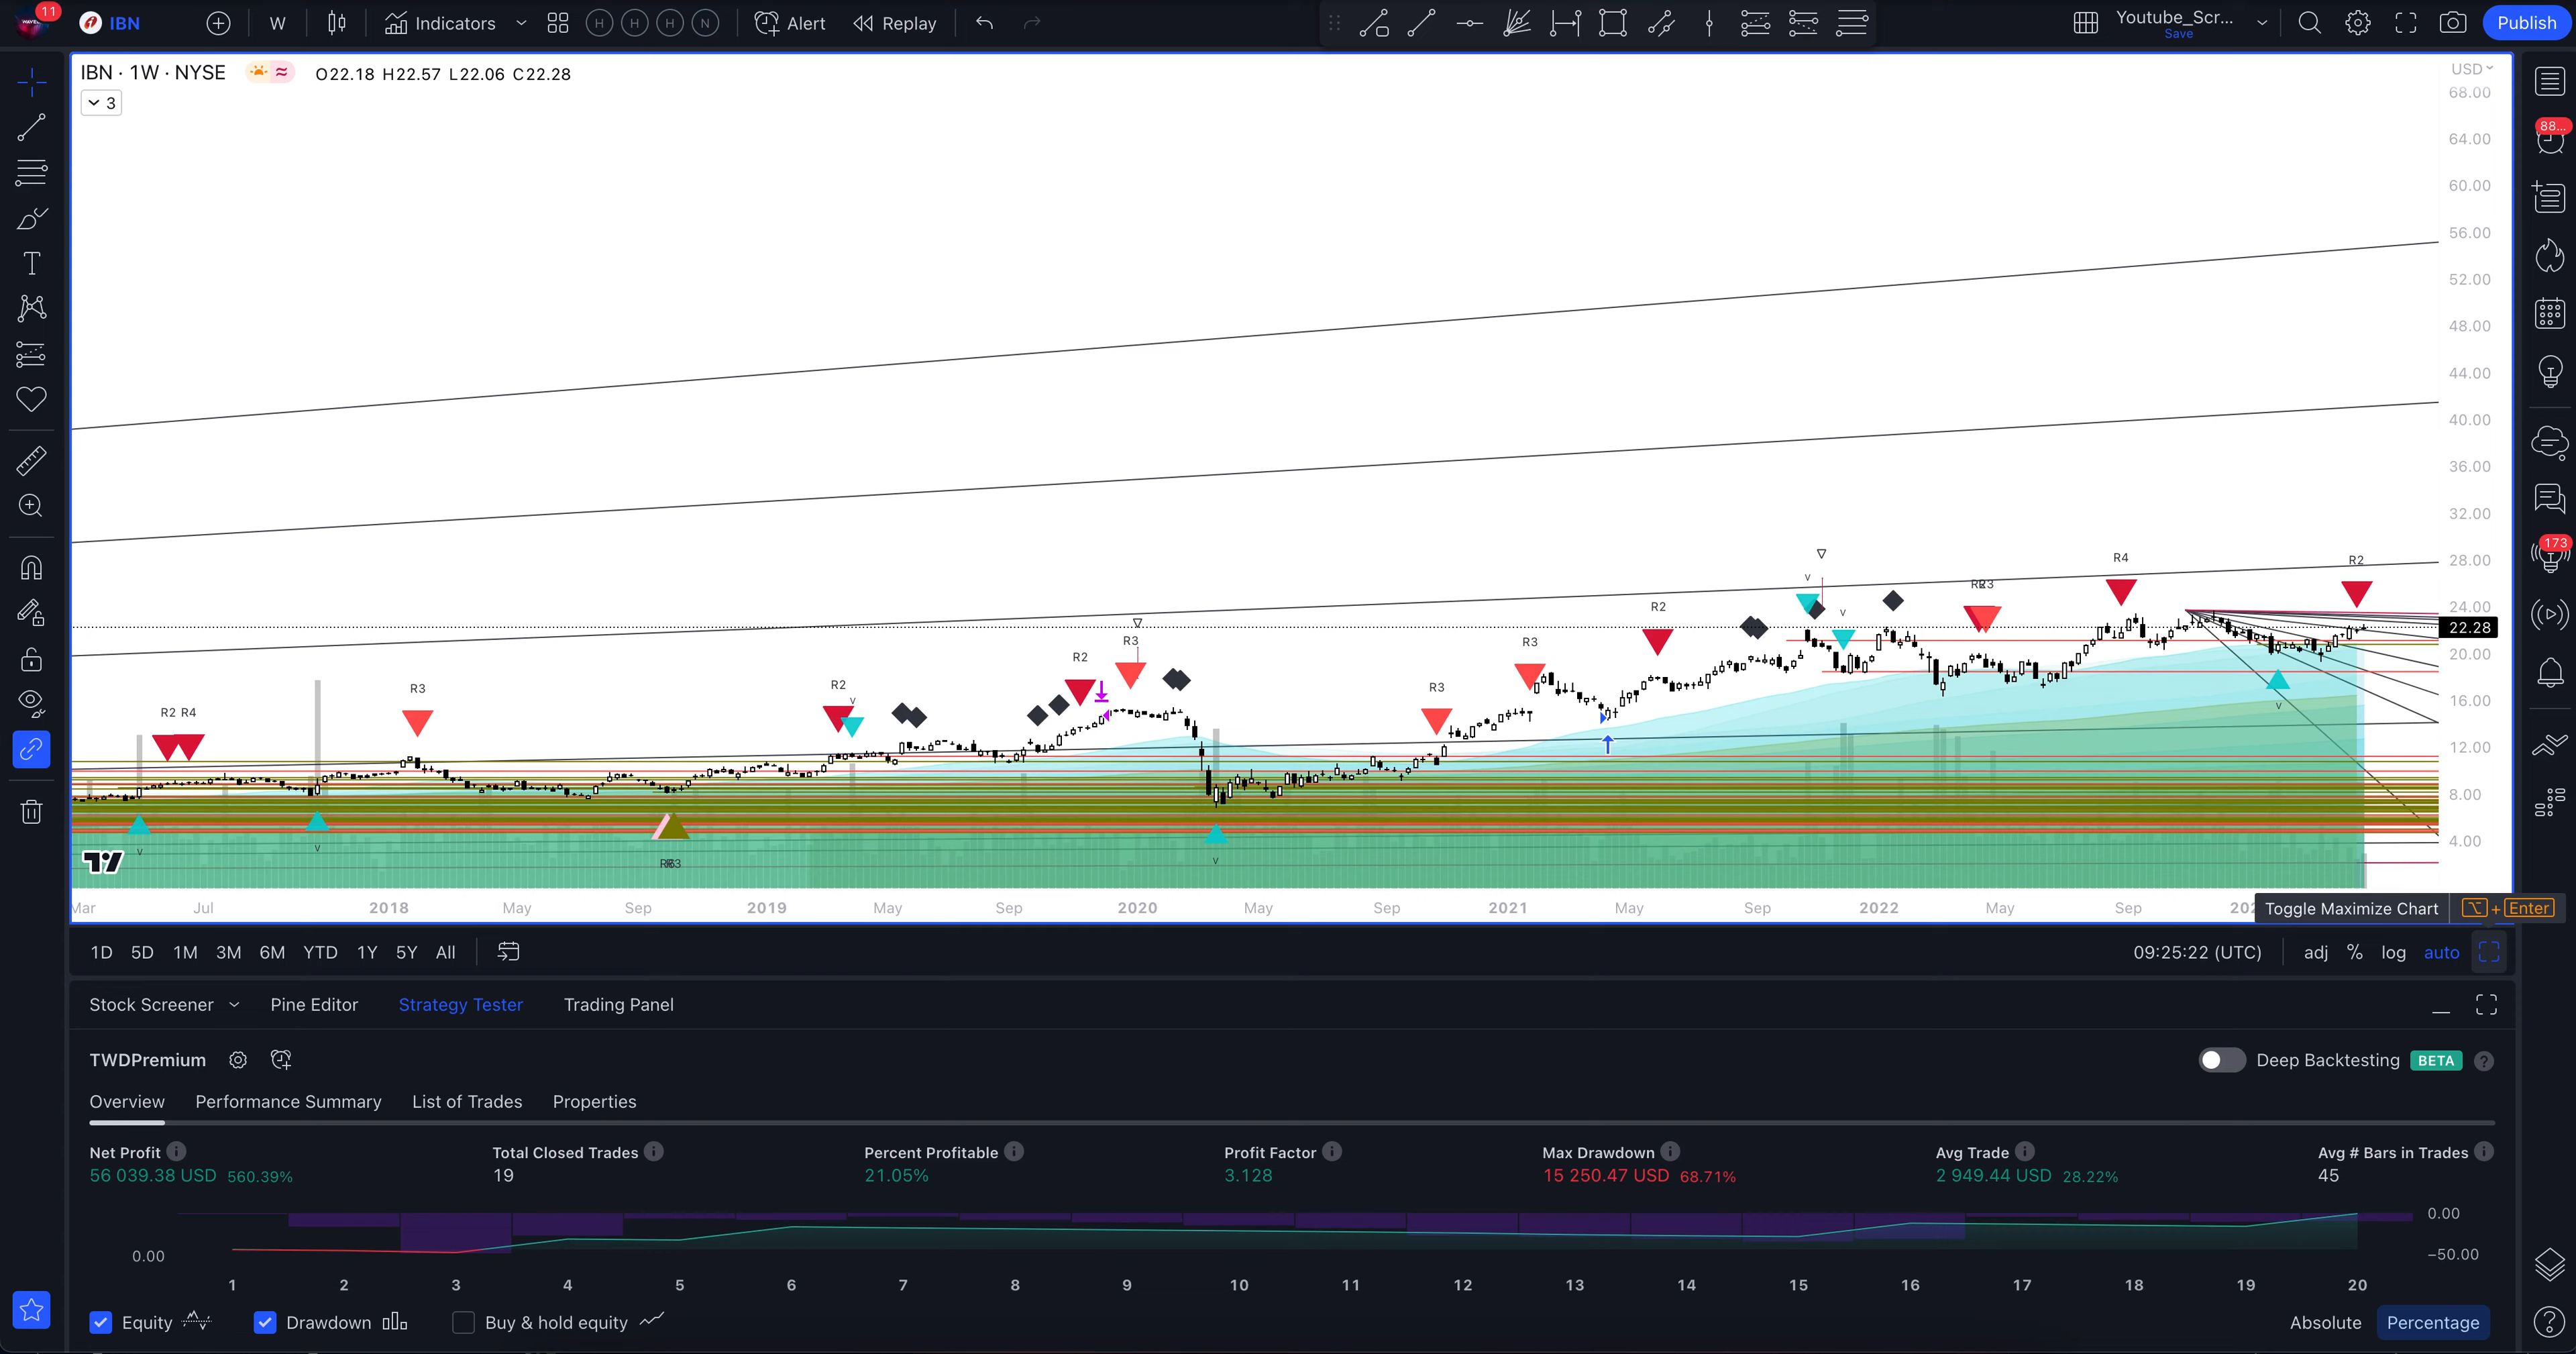 11
IBN
W
Indicators
H H H N
Alert
Replay
Youtube_Scr...
Save
Publish
IBN · 1W · NYSE
O22.18 H22.57 L22.06 C22.28
3
USD
68.00
64.00
60.00
56.00
52.00
48.00
44.00
40.00
36.00
32.00
28.00
24.00
22.28
20.00
16.00
12.00
8.00
4.00
88...
173
R2 R4
R3
R2
v
R2
R3
R3
R3
R2
v
v
R4
R2
v
v
v
v
Mar Jul 2018 May Sep 2019 May Sep 2020 May Sep 2021 May Sep 2022 May Sep
Toggle Maximize Chart
+ Enter
1D 5D 1M 3M 6M YTD 1Y 5Y All
09:25:22 (UTC)
adj % log auto
Stock Screener Pine Editor Strategy Tester Trading Panel
TWDPremium
Deep Backtesting BETA ?
Overview Performance Summary List of Trades Properties
Net Profit Total Closed Trades Percent Profitable Profit Factor Max Drawdown Avg Trade Avg # Bars in Trades
56 039.38 USD 560.39% 19 21.05% 3.128 15 250.47 USD 68.71% 2 949.44 USD 28.22% 45
0.00
0.00
−50.00
1 2 3 4 5 6 7 8 9 10 11 12 13 14 15 16 17 18 19 20
Equity Drawdown Buy & hold equity
Absolute Percentage